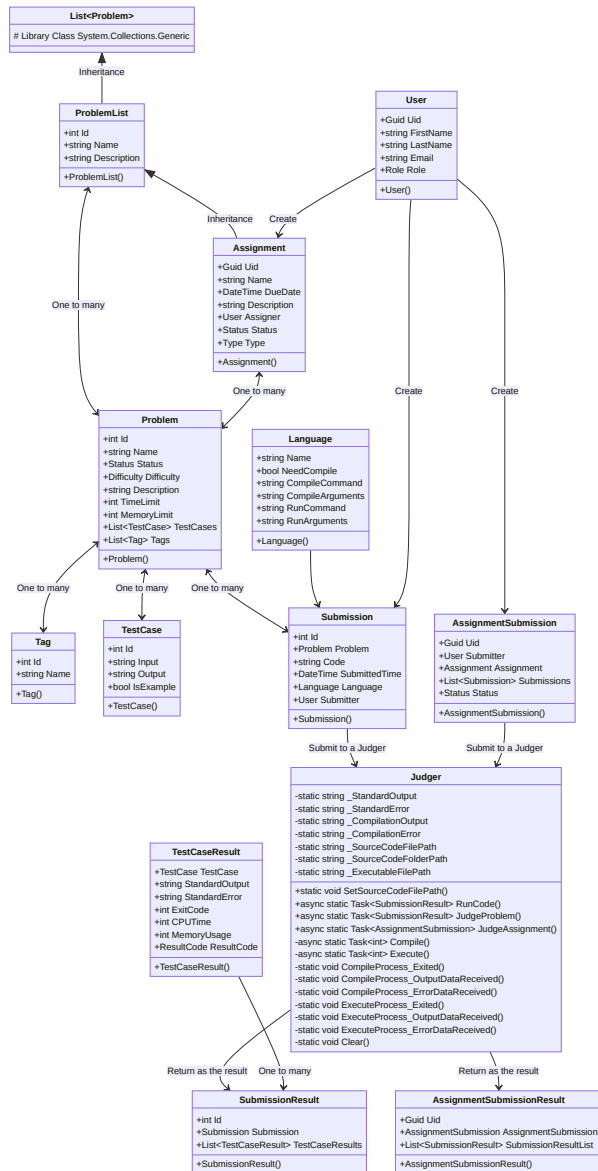 List<Problem>
# Library Class System.Collections.Generic
Inheritance
ProblemList
+int Id
+string Name
+string Description
+ProblemList()
User
+Guid Uid
+string FirstName
+string LastName
+string Email
+Role Role
+User()
Inheritance
Create
Assignment
+Guid Uid
+string Name
+DateTime DueDate
+string Description
+User Assigner
+Status Status
+Type Type
+Assignment()
One to many
One to many
Create
Create
Problem
+int Id
+string Name
+Status Status
+Difficulty Difficulty
+string Description
+int TimeLimit
+int MemoryLimit
+List<TestCase> TestCases
+List<Tag> Tags
+Problem()
Language
+string Name
+bool NeedCompile
+string CompileCommand
+string CompileArguments
+string RunCommand
+string RunArguments
+Language()
One to many
One to many
One to many
Tag
+int Id
+string Name
+Tag()
TestCase
+int Id
+string Input
+string Output
+bool IsExample
+TestCase()
Submission
+int Id
+Problem Problem
+string Code
+DateTime SubmittedTime
+Language Language
+User Submitter
+Submission()
AssignmentSubmission
+Guid Uid
+User Submitter
+Assignment Assignment
+List<Submission> Submissions
+Status Status
+AssignmentSubmission()
Submit to a Judger
Submit to a Judger
Judger
-static string _StandardOutput
-static string _StandardError
-static string _CompilationOutput
-static string _CompilationError
-static string _SourceCodeFilePath
-static string _SourceCodeFolderPath
-static string _ExecutableFilePath
+static void SetSourceCodeFilePath()
+async static Task<SubmissionResult> RunCode()
+async static Task<SubmissionResult> JudgeProblem()
+async static Task<AssignmentSubmission> JudgeAssignment()
-async static Task<int> Compile()
-async static Task<int> Execute()
-static void CompileProcess_Exited()
-static void CompileProcess_OutputDataReceived()
-static void CompileProcess_ErrorDataReceived()
-static void ExecuteProcess_Exited()
-static void ExecuteProcess_OutputDataReceived()
-static void ExecuteProcess_ErrorDataReceived()
-static void Clear()
TestCaseResult
+TestCase TestCase
+string StandardOutput
+string StandardError
+int ExitCode
+int CPUTime
+int MemoryUsage
+ResultCode ResultCode
+TestCaseResult()
Return as the result
One to many
Return as the result
SubmissionResult
+int Id
+Submission Submission
+List<TestCaseResult> TestCaseResults
+SubmissionResult()
AssignmentSubmissionResult
+Guid Uid
+AssignmentSubmission AssignmentSubmission
+List<SubmissionResult> SubmissionResultList
+AssignmentSubmissionResult()